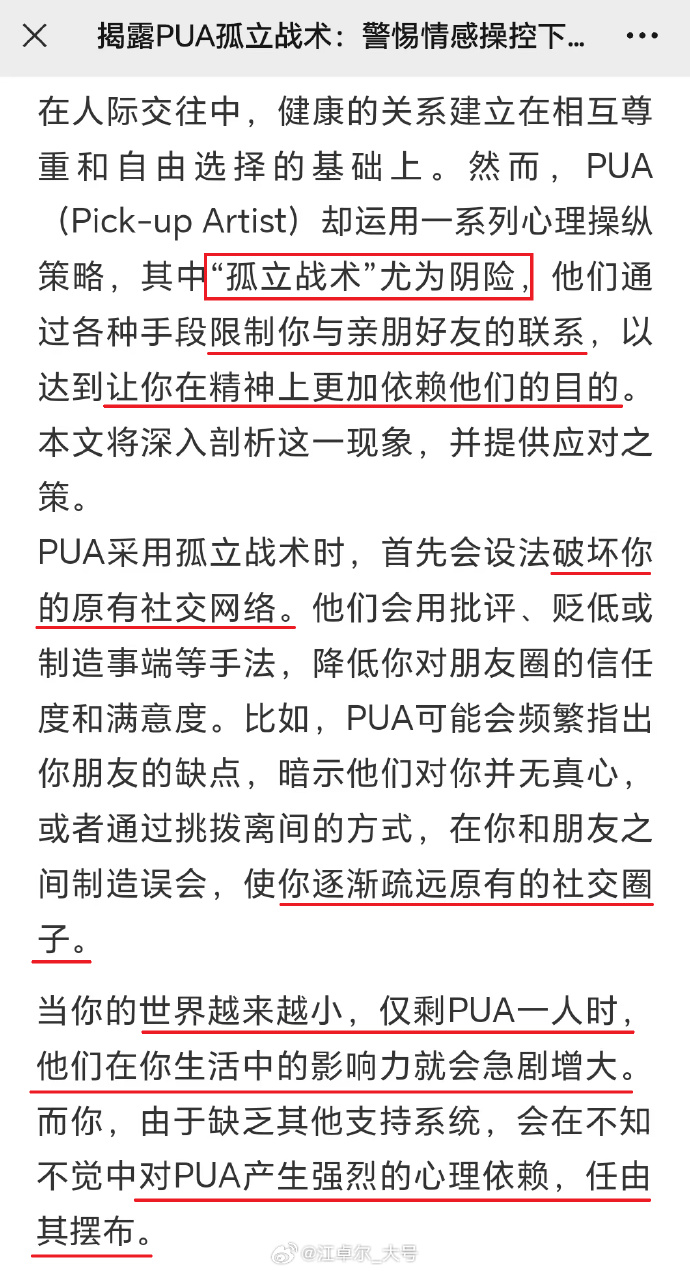 揭露PUA孤立战术：警惕情感操控下...
在人际交往中，健康的关系建立在相互尊
重和自由选择的基础上。然而，PUA
（Pick-up Artist）却运用一系列心理操纵
策略，其中“孤立战术”尤为阴险，他们通
过各种手段限制你与亲朋好友的联系，以
达到让你在精神上更加依赖他们的目的。
本文将深入剖析这一现象，并提供应对之
策。
PUA采用孤立战术时，首先会设法破坏你
的原有社交网络。他们会用批评、贬低或
制造事端等手法，降低你对朋友圈的信任
度和满意度。比如，PUA可能会频繁指出
你朋友的缺点，暗示他们对你并无真心，
或者通过挑拨离间的方式，在你和朋友之
间制造误会，使你逐渐疏远原有的社交圈
子。
当你的世界越来越小，仅剩PUA一人时，
他们在你生活中的影响力就会急剧增大。
而你，由于缺乏其他支持系统，会在不知
不觉中对PUA产生强烈的心理依赖，任由
其摆布。
@江卓尔_大号